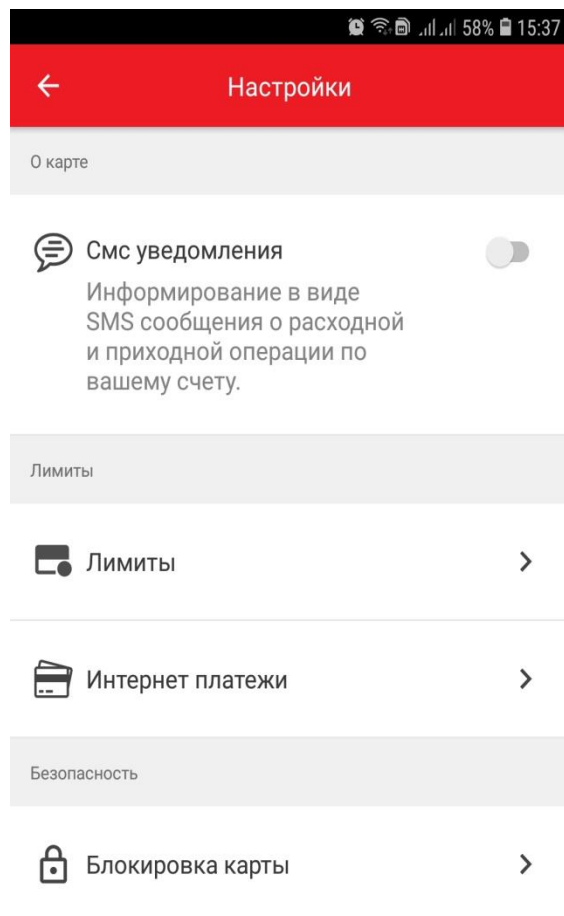 58% 15:37
Настройки
О карте
Смс уведомления
Информирование в виде
SMS сообщения о расходной
и приходной операции по
вашему счету.
Лимиты
Лимиты
Интернет платежи
Безопасность
Блокировка карты